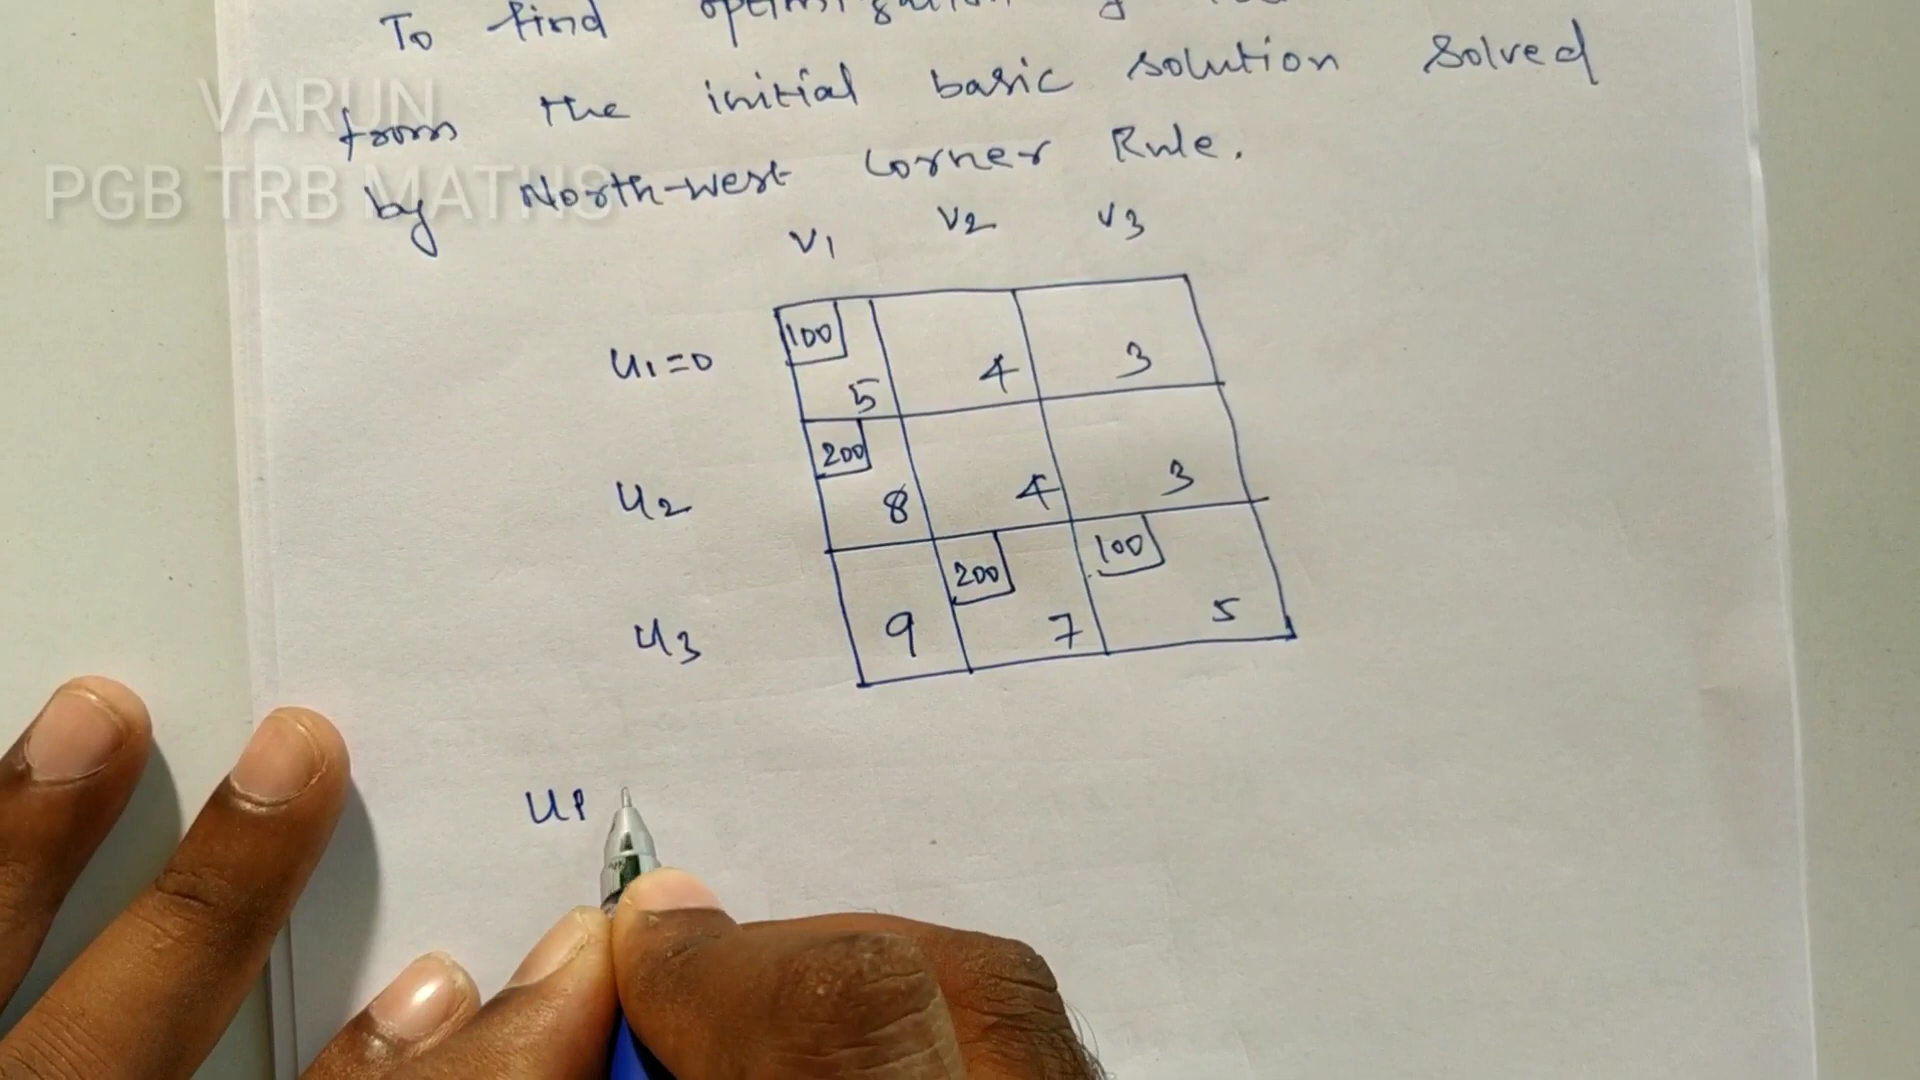 To find
from the initial basic solution solved
by North-west Corner Rule.
VARUN
PGB TRB MATHS
V1 V2 V3
U1=0 100 5 4 3
U2 200 8 4 3
U3 9 200 7 100 5
UP